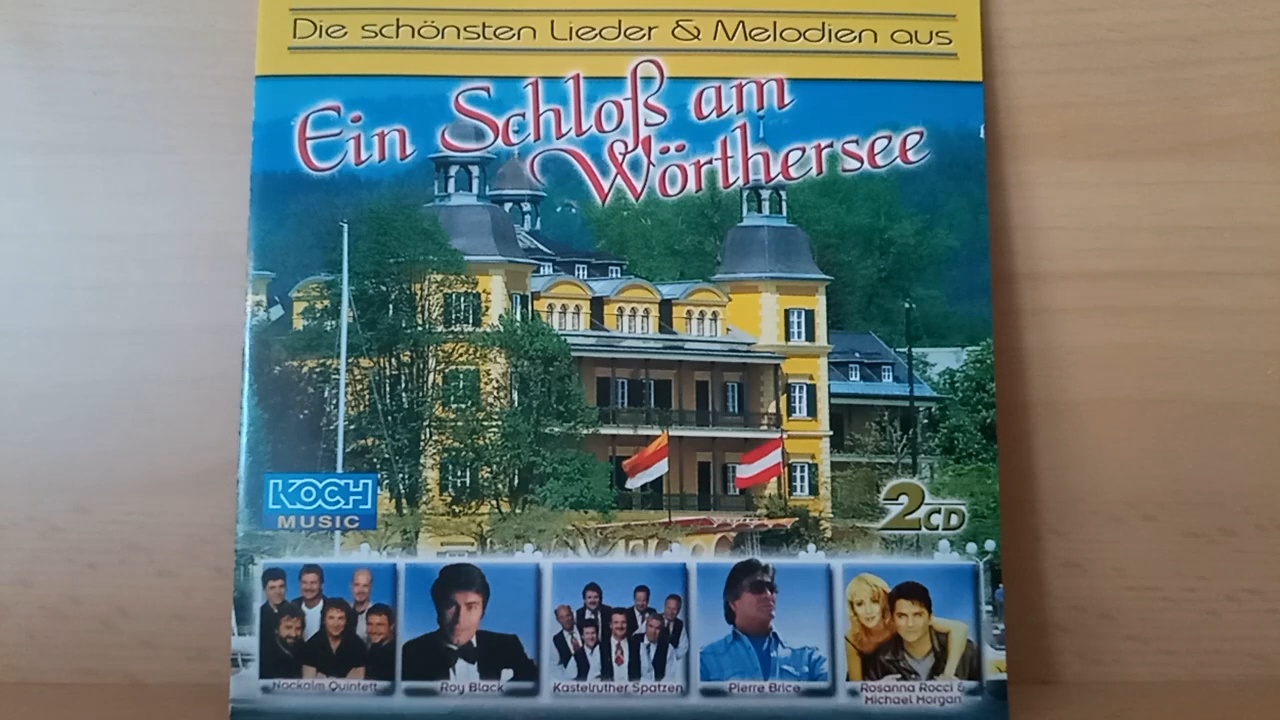 Die schönsten Lieder & Melodien aus
Ein Schloß am
Wörthersee
KOCH
MUSIC
2CD
Nockalm Quintett
Roy Black
Kastelruther Spatzen
Pierre Brice
Rosanna Rocci &
Michael Morgan